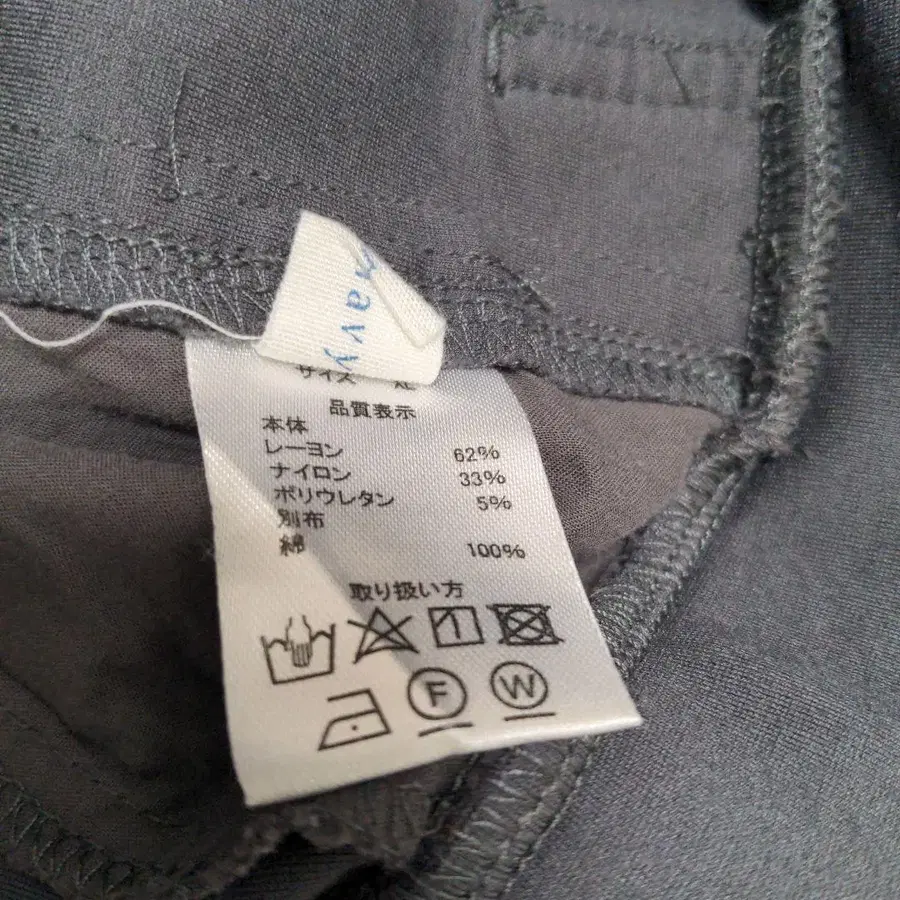 navy
サイズ XL
品質表示
本体
レーヨン 62%
ナイロン 33%
ポリウレタン 5%
別布
綿 100%
取り扱い方
F W